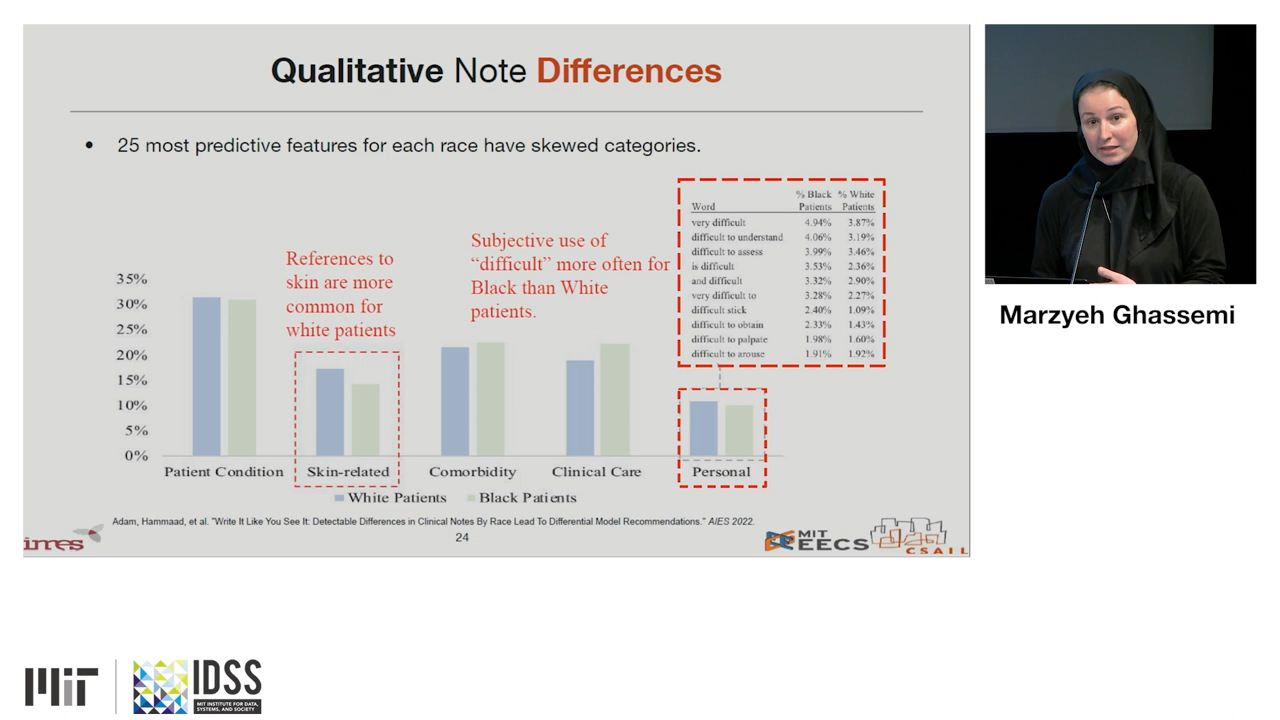 Qualitative Note Differences
• 25 most predictive features for each race have skewed categories.
References to
skin are more
common for
white patients
Subjective use of
“difficult” more often for
Black than White
patients.
% Black % White
Word Patients Patients
very difficult 4.94% 3.87%
difficult to understand 4.06% 3.19%
difficult to assess 3.99% 3.46%
is difficult 3.53% 2.36%
and difficult 3.32% 2.90%
very difficult to 3.28% 2.27%
difficult stick 2.40% 1.09%
difficult to obtain 2.33% 1.43%
difficult to palpate 1.98% 1.60%
difficult to arouse 1.91% 1.92%
35%
30%
25%
20%
15%
10%
5%
0%
Patient Condition Skin-related Comorbidity Clinical Care Personal
White Patients Black Patients
Adam, Hammaad, et al. "Write It Like You See It: Detectable Differences in Clinical Notes By Race Lead To Differential Model Recommendations." AIES 2022.
24
imes
MIT
EECS
CSAIL
Marzyeh Ghassemi
MIT
IDSS
MIT INSTITUTE FOR DATA,
SYSTEMS, AND SOCIETY